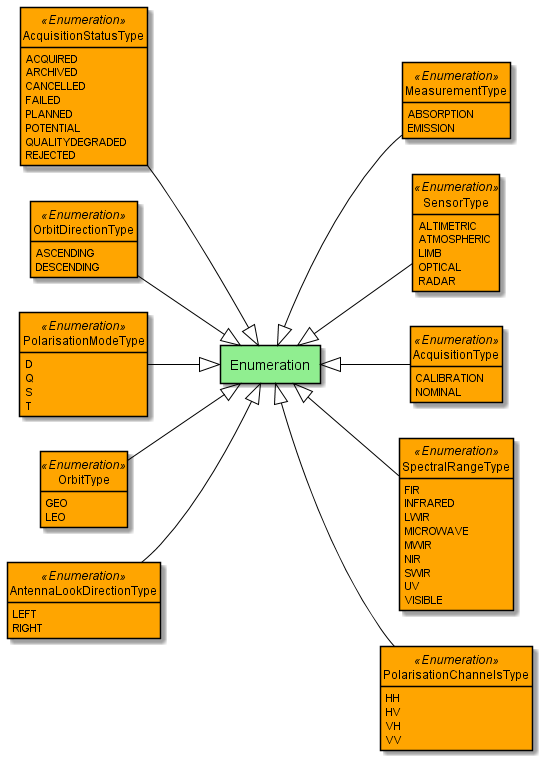 «Enumeration»
AcquisitionStatusType
ACQUIRED
ARCHIVED
CANCELLED
FAILED
PLANNED
POTENTIAL
QUALITYDEGRADED
REJECTED
«Enumeration»
OrbitDirectionType
ASCENDING
DESCENDING
«Enumeration»
PolarisationModeType
D
Q
S
T
«Enumeration»
OrbitType
GEO
LEO
«Enumeration»
AntennaLookDirectionType
LEFT
RIGHT
Enumeration
«Enumeration»
MeasurementType
ABSORPTION
EMISSION
«Enumeration»
SensorType
ALTIMETRIC
ATMOSPHERIC
LIMB
OPTICAL
RADAR
«Enumeration»
AcquisitionType
CALIBRATION
NOMINAL
«Enumeration»
SpectralRangeType
FIR
INFRARED
LWIR
MICROWAVE
MWIR
NIR
SWIR
UV
VISIBLE
«Enumeration»
PolarisationChannelsType
HH
HV
VH
VV